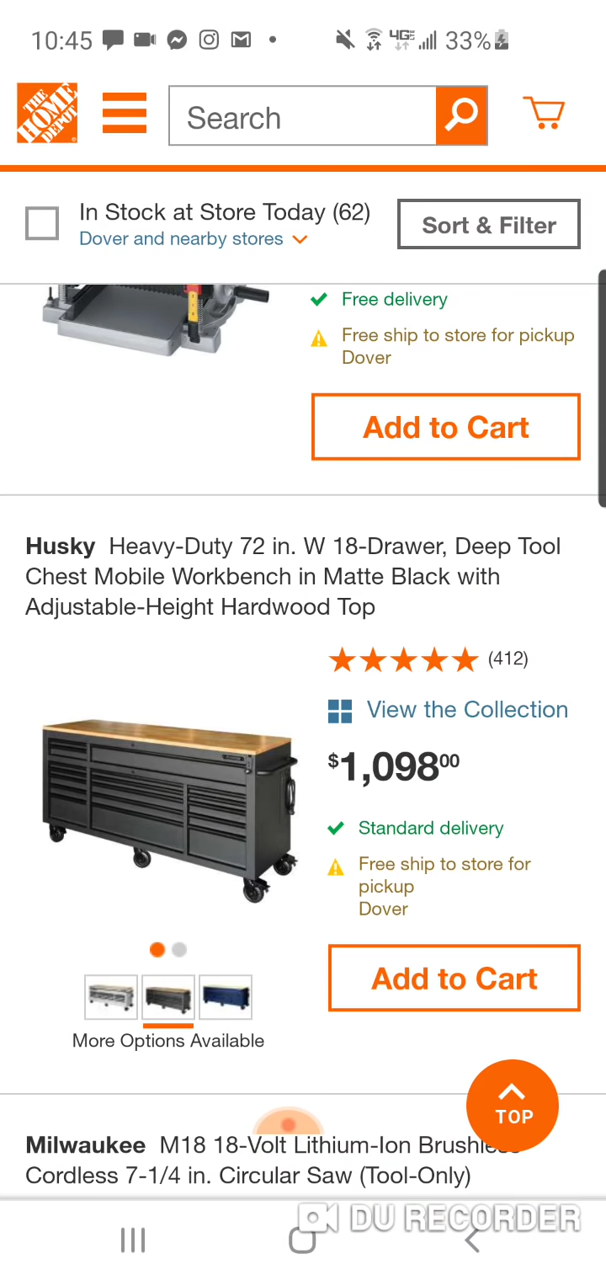 10:45
4G
33%
THE
HOME
DEPOT
Search
In Stock at Store Today (62)
Dover and nearby stores
Sort & Filter
Free delivery
Free ship to store for pickup
Dover
Add to Cart
Husky Heavy-Duty 72 in. W 18-Drawer, Deep Tool
Chest Mobile Workbench in Matte Black with
Adjustable-Height Hardwood Top
(412)
View the Collection
$1,098 00
Standard delivery
Free ship to store for
pickup
Dover
Add to Cart
More Options Available
TOP
Milwaukee M18 18-Volt Lithium-Ion Brushless
Cordless 7-1/4 in. Circular Saw (Tool-Only)
DU RECORDER